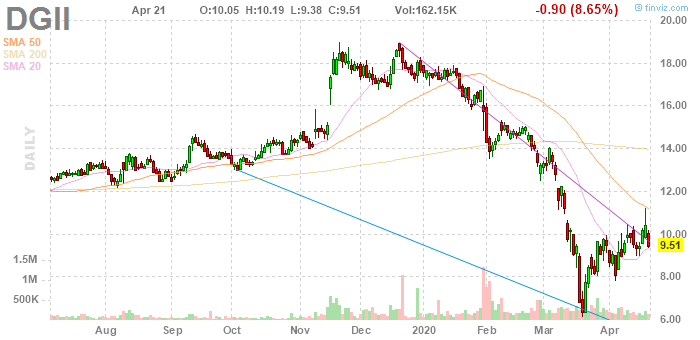 DGII
Apr 21 O:10.05 H:10.19 L:9.38 C:9.51 Vol:162.15K -0.90 (8.65%)
© finviz.com
SMA 50
SMA 200
SMA 20
DAILY
20.00
18.00
16.00
14.00
12.00
10.00
9.51
8.00
6.00
1.5M
1M
500K
Aug Sep Oct Nov Dec 2020 Feb Mar Apr